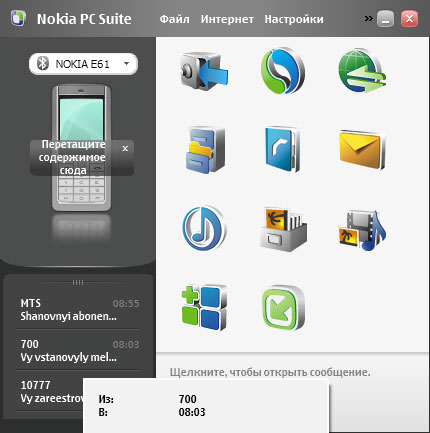 Nokia PC Suite Файл Интернет Настройки »
NOKIA E61
Перетащите
содержимое
сюда
x
MTS 08:55
Shanovnyi abonen...
700 08:03
Vy vstanovyly mel...
10777
Vy zareestrov
Щелкните, чтобы открыть сообщение.
Из: 700
В: 08:03